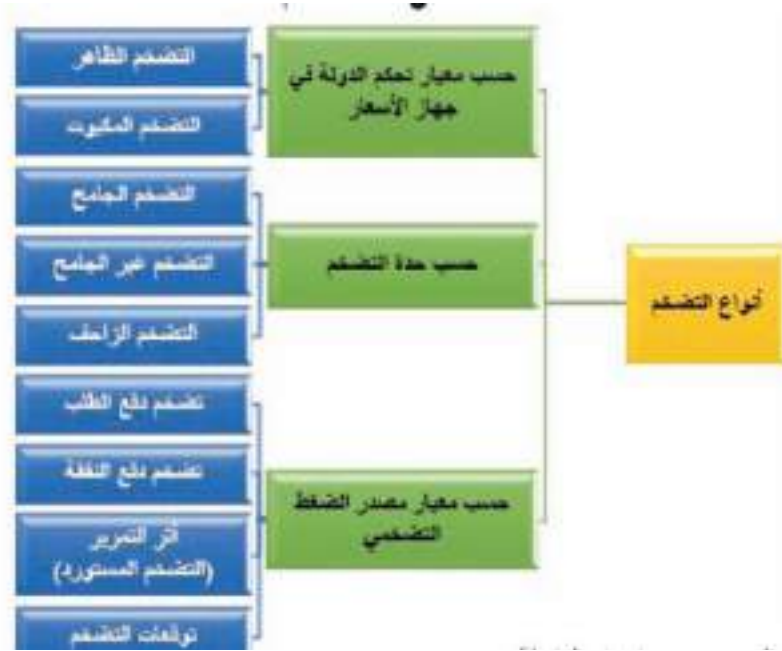 أنواع التضخم
حسب معيار تحكم الدولة في
جهاز الأسعار
التضخم الظاهر
التضخم المكبوت
حسب حدة التضخم
التضخم الجامح
التضخم غير الجامح
التضخم الزاحف
حسب معيار مصدر الضغط
التضخمي
تضخم دافع الطلب
تضخم دافع النفقة
أثر التمرير
(التضخم المستورد)
توقعات التضخم